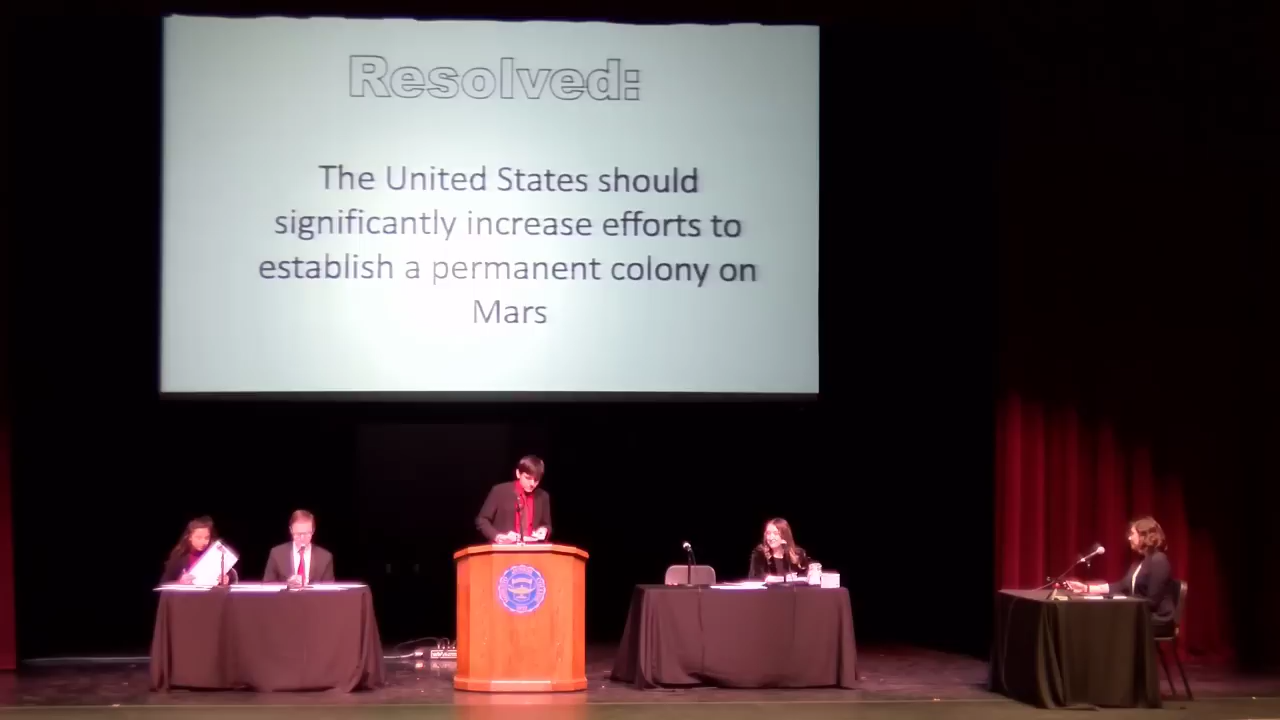 Resolved:
The United States should
significantly increase efforts to
establish a permanent colony on
Mars